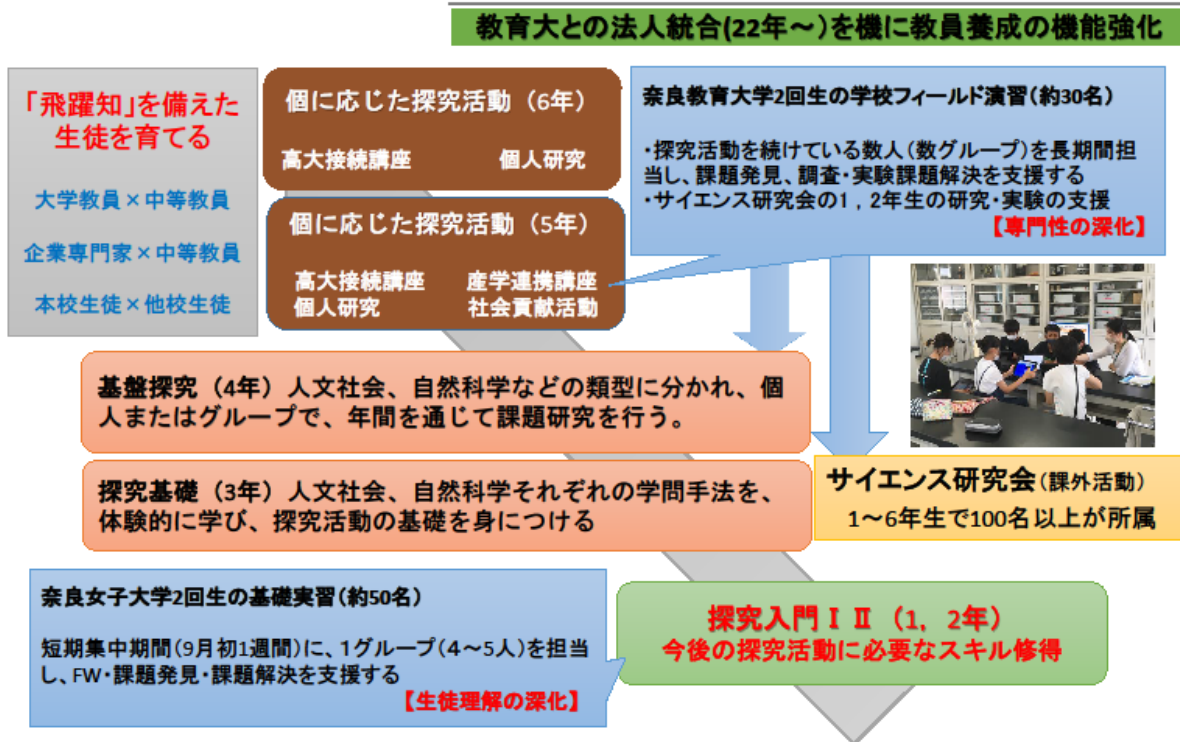 教育大との法人統合(22年～)を機に教員養成の機能強化
「飛躍知」を備えた
生徒を育てる
大学教員×中等教員
企業専門家×中等教員
本校生徒×他校生徒
個に応じた探究活動（6年）
高大接続講座 個人研究
個に応じた探究活動（5年）
高大接続講座 産学連携講座
個人研究 社会貢献活動
奈良教育大学2回生の学校フィールド演習(約30名)
・探究活動を続けている数人(数グループ)を長期間担
当し、課題発見、調査・実験課題解決を支援する
・サイエンス研究会の1，2年生の研究・実験の支援
【専門性の深化】
基盤探究（4年）人文社会、自然科学などの類型に分かれ、個
人またはグループで、年間を通じて課題研究を行う。
探究基礎（3年）人文社会、自然科学それぞれの学問手法を、
体験的に学び、探究活動の基礎を身につける
サイエンス研究会(課外活動)
1～6年生で100名以上が所属
奈良女子大学2回生の基礎実習(約50名)
短期集中期間(9月初1週間)に、1グループ(4～5人)を担当
し、FW・課題発見・課題解決を支援する
【生徒理解の深化】
探究入門ⅠⅡ（1，2年）
今後の探究活動に必要なスキル修得